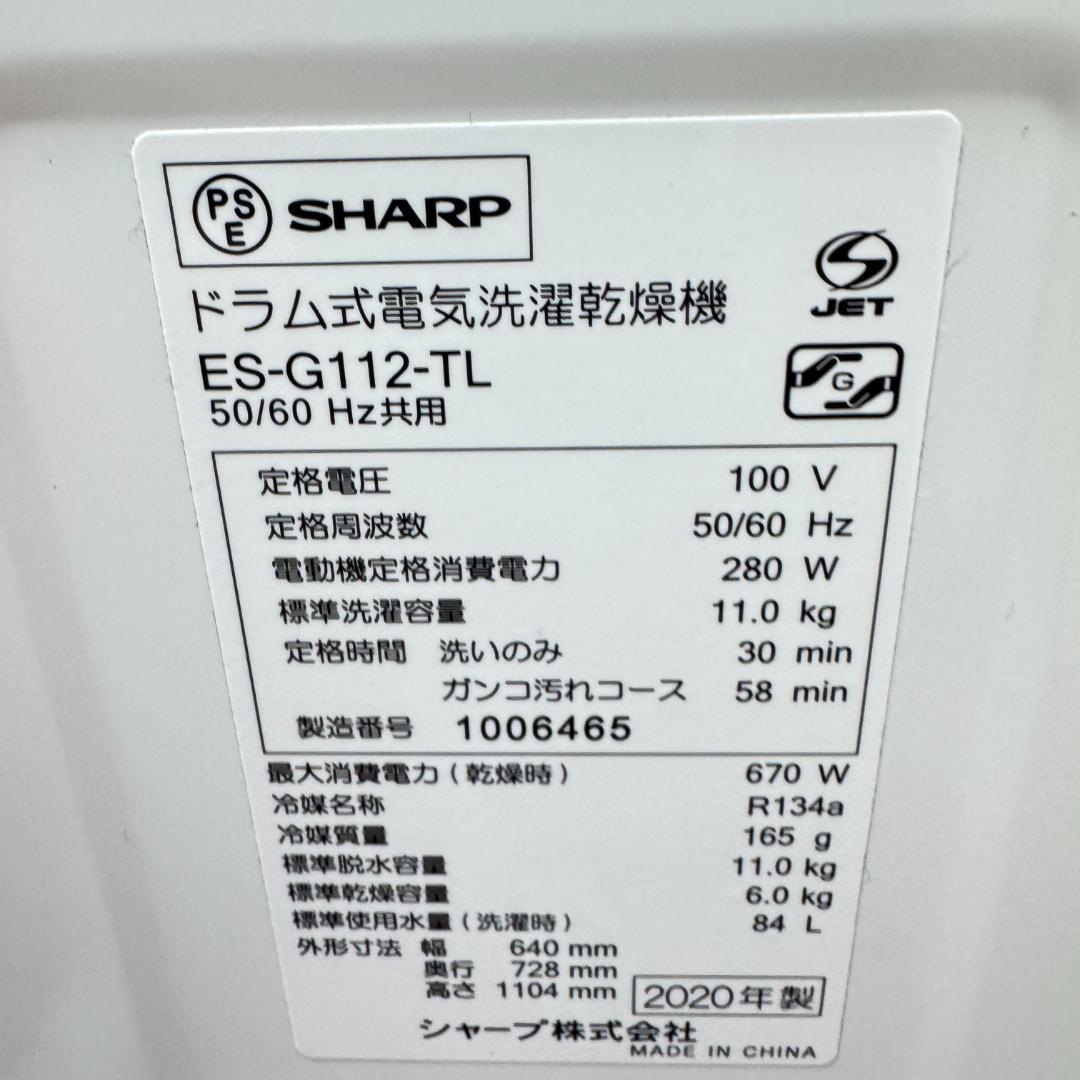 PSE SHARP
JET
ドラム式電気洗濯乾燥機
ES-G112-TL
G
50/60 Hz共用
定格電圧 100 V
定格周波数 50/60 Hz
電動機定格消費電力 280 W
標準洗濯容量 11.0 kg
定格時間 洗いのみ 30 min
ガンコ汚れコース 58 min
製造番号 1006465
最大消費電力(乾燥時) 670 W
冷媒名称 R134a
冷媒質量 165 g
標準脱水容量 11.0 kg
標準乾燥容量 6.0 kg
標準使用水量(洗濯時) 84 L
外形寸法 幅 640 mm
奥行 728 mm
高さ 1104 mm
2020年製
シャープ株式会社
MADE IN CHINA